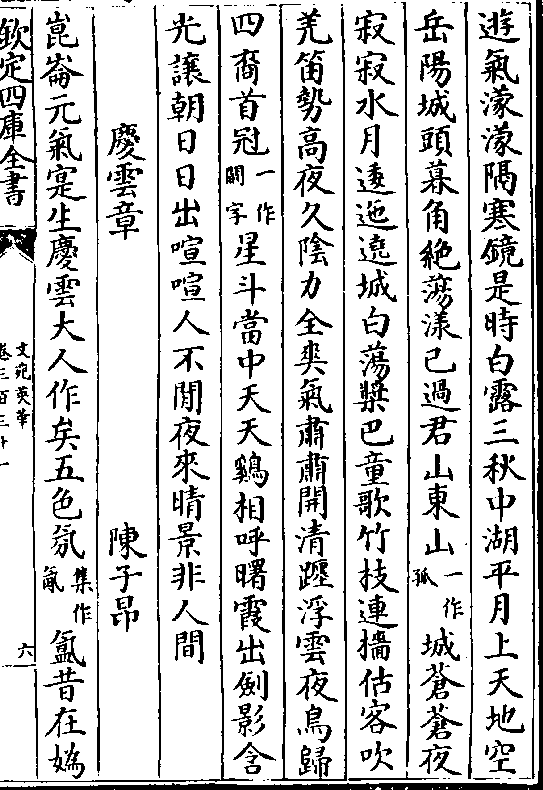 遊氣濛濛隔寒鏡是時白露三秋中湖平月上天地空
岳陽城頭暮角絶蕩漾已過君山東山一作孤城蒼蒼夜
寂寂水月逶迤遶城白蕩槳巴童歌竹枝連檣估客吹
羌笛勢高夜久陰力全爽氣肅肅開清躔浮雲夜鳥歸
四裔首冠一作闕字星斗當中天天鷄相呼曙霞出劍影含
光讓朝日日出喧喧人不閒夜來晴景非人間
慶雲章 陳子昂
崑崙元氣寔生慶雲大人作矣五色氛集作氤氲昔在媯
欽定四庫全書
文苑英華
卷三百三十一
六